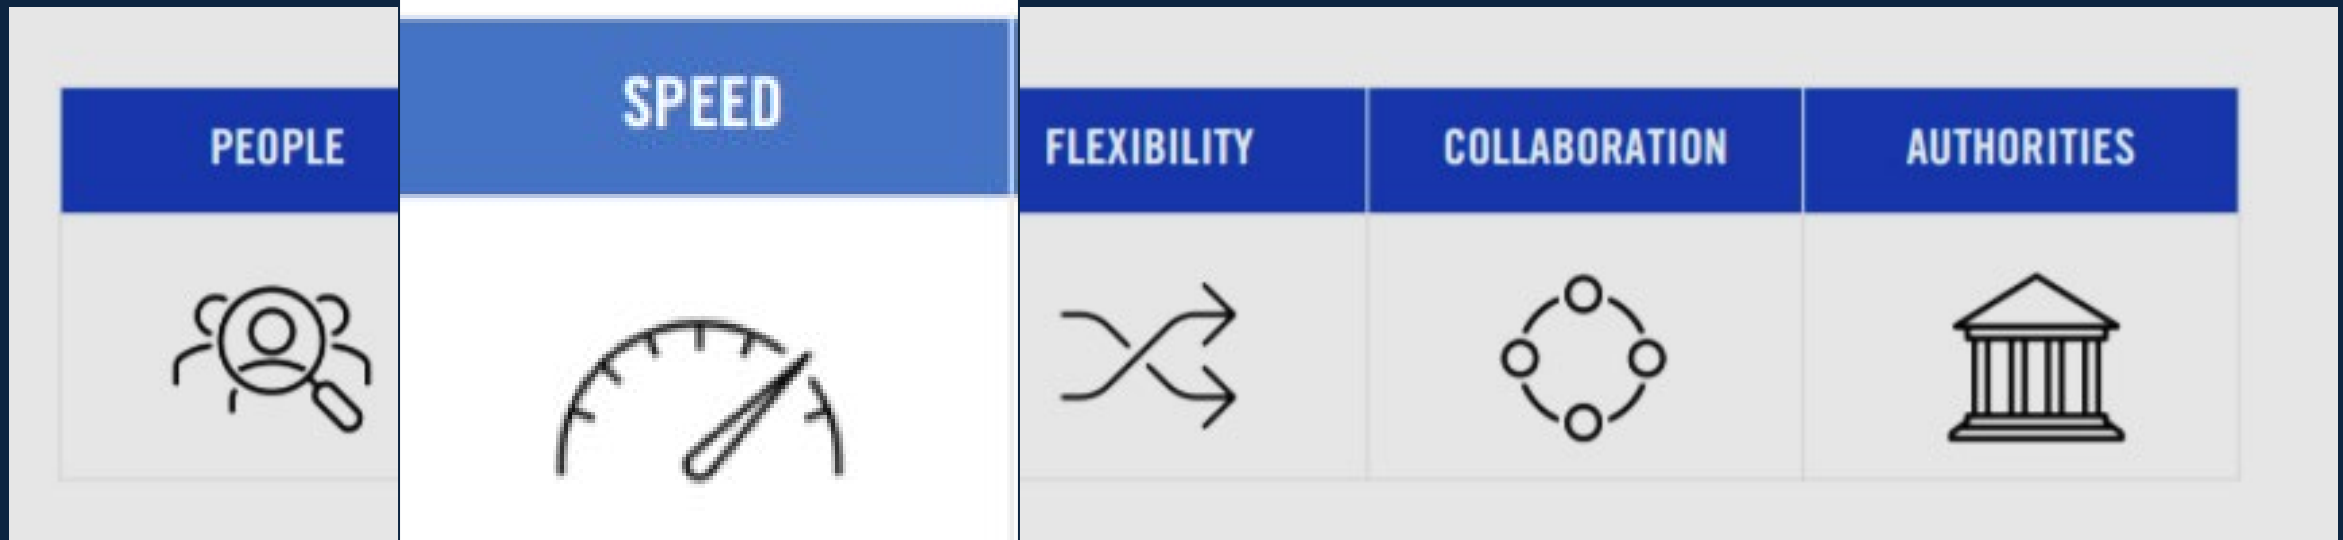 PEOPLE
SPEED
FLEXIBILITY
COLLABORATION
AUTHORITIES